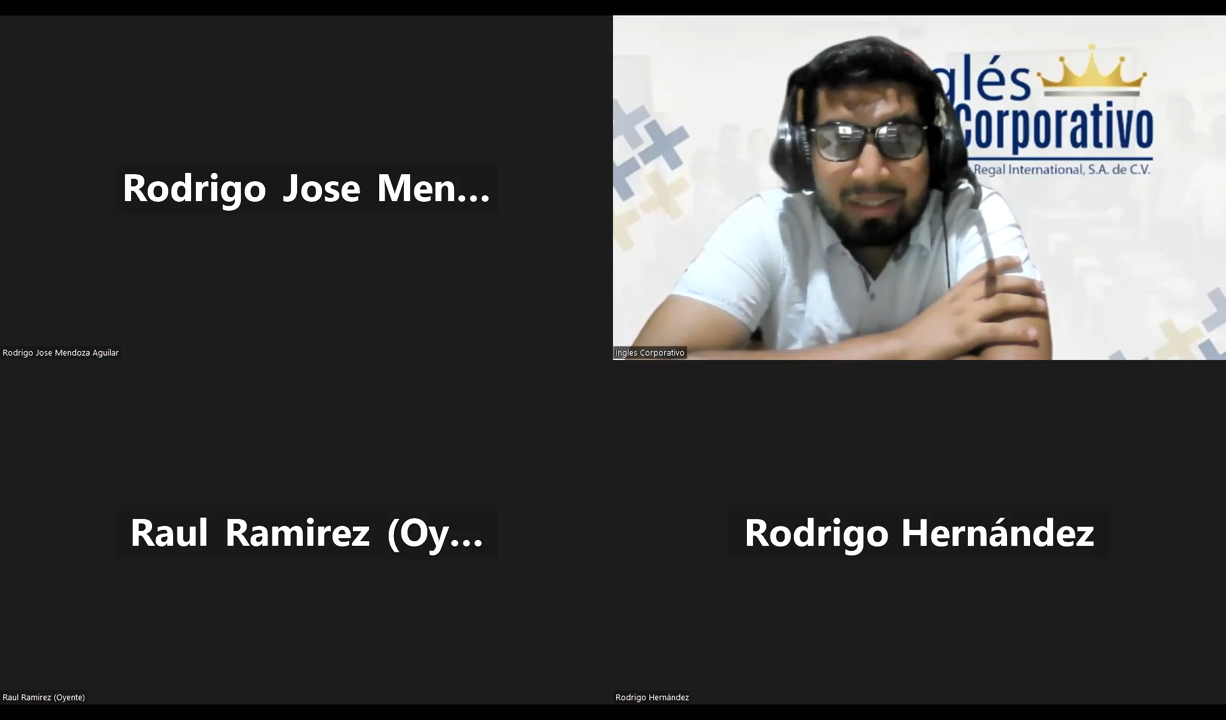 Rodrigo Jose Men...
Rodrigo Jose Mendoza Aguilar
glés
Corporativo
Regal International, S.A. de C.V.
Ingles Corporativo
Raul Ramirez (Oy...
Raul Ramirez (Oyente)
Rodrigo Hernández
Rodrigo Hernández